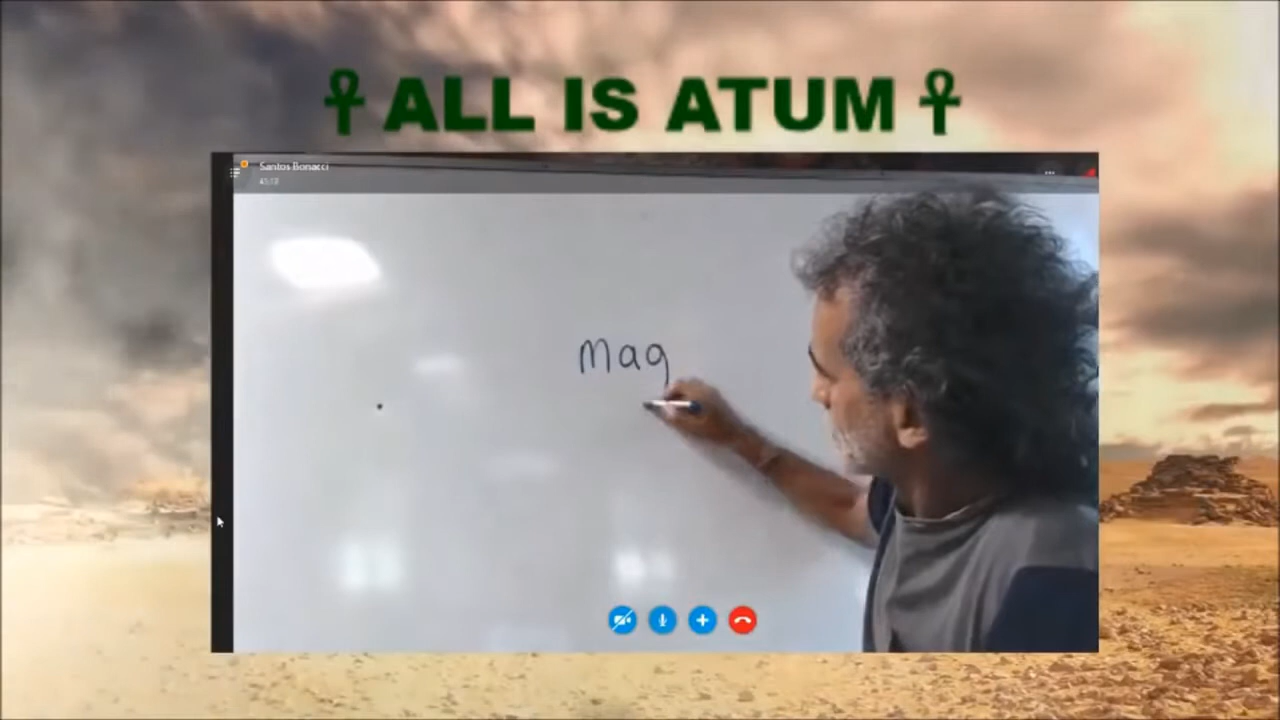 ☥ ALL IS ATUM ☥
Santos Bonacci
mag